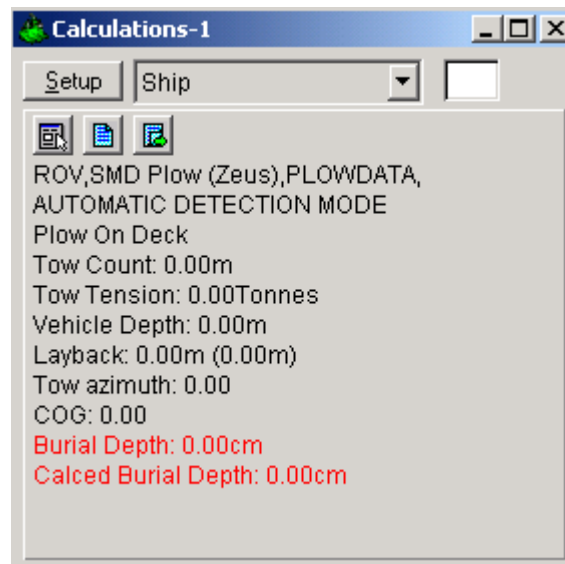 Calculations-1
Setup Ship
ROV,SMD Plow (Zeus),PLOWDATA,
AUTOMATIC DETECTION MODE
Plow On Deck
Tow Count: 0.00m
Tow Tension: 0.00Tonnes
Vehicle Depth: 0.00m
Layback: 0.00m (0.00m)
Tow azimuth: 0.00
COG: 0.00
Burial Depth: 0.00cm
Calced Burial Depth: 0.00cm